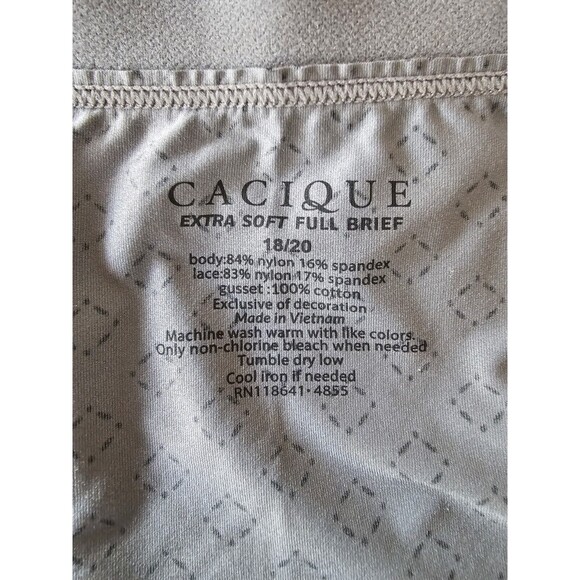 CACIQUE
EXTRA SOFT FULL BRIEF
18/20
body:84% nylon 16% spandex
lace:83% nylon 17% spandex
gusset :100% cotton
Exclusive of decoration
Made in Vietnam
Machine wash warm with like colors.
Only non-chlorine bleach when needed
Tumble dry low
Cool iron if needed
RN118641·4855